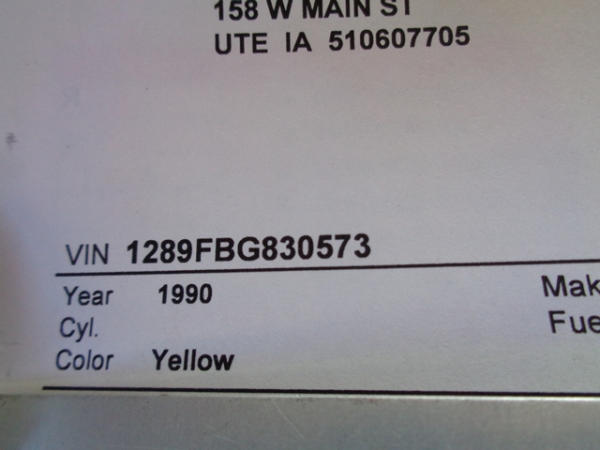 158 W MAIN ST
UTE IA 510607705
VIN 1289FBG830573
Year 1990
Mak
Cyl.
Fue
Color Yellow